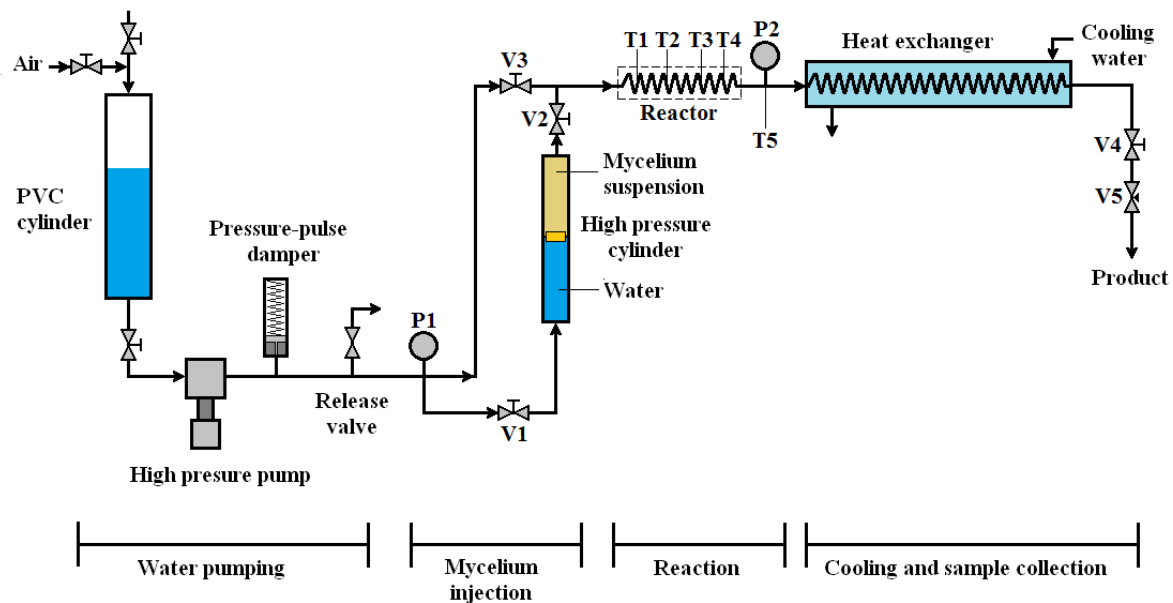 Air
PVC
cylinder
High presure pump
Pressure-pulse
damper
Release
valve
P1
V1
V3
V2
Mycelium
suspension
High pressure
cylinder
Water
T1 T2 T3 T4
Reactor
P2
T5
Heat exchanger
Cooling
water
V4
V5
Product
Water pumping
Mycelium
injection
Reaction
Cooling and sample collection